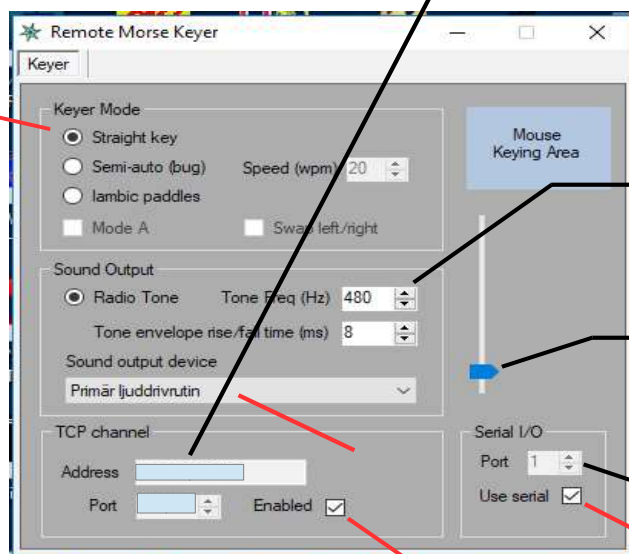 Remote Morse Keyer
Keyer
Keyer Mode
Straight key
Semi-auto (bug) Speed (wpm) 20
Iambic paddles
Mode A Swap left/right
Mouse
Keying Area
Sound Output
Radio Tone Tone Freq (Hz) 480
Tone envelope rise/fall time (ms) 8
Sound output device
Primär ljuddrivrutin
TCP channel
Address
Port Enabled
Serial I/O
Port 1
Use serial